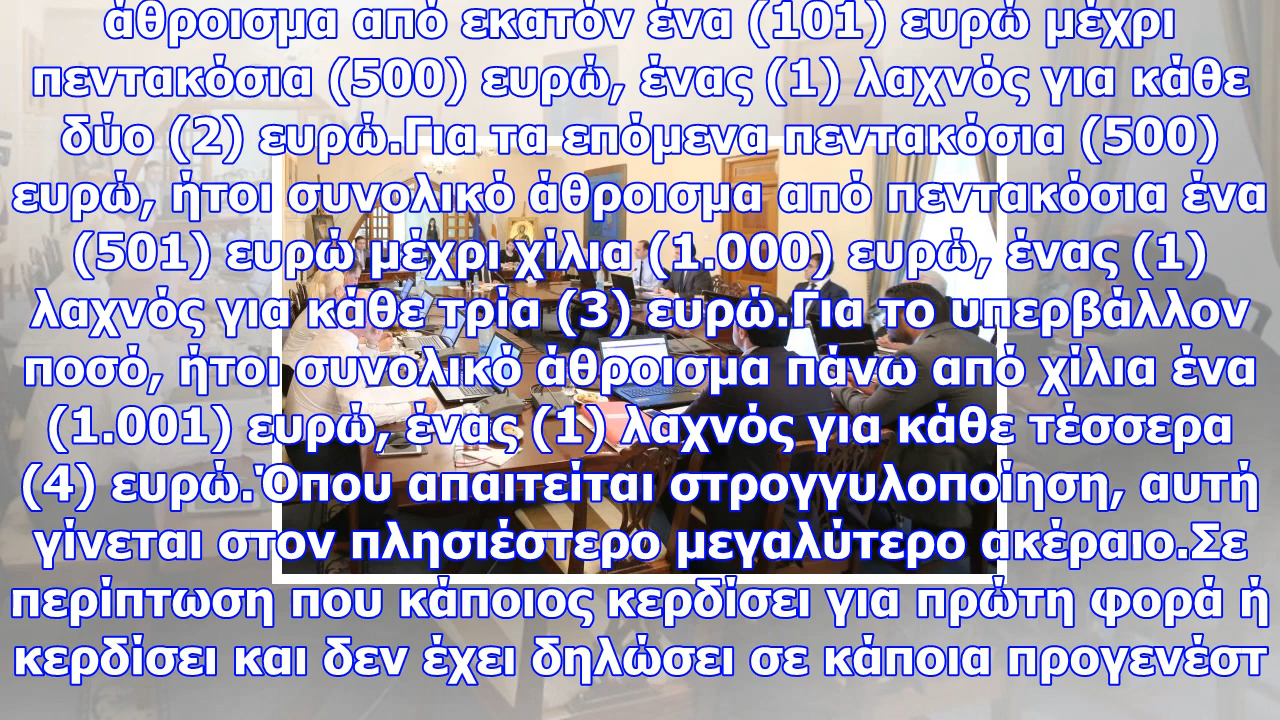 άθροισμα από εκατόν ένα (101) ευρώ μέχρι
πεντακόσια (500) ευρώ, ένας (1) λαχνός για κάθε
δύο (2) ευρώ.Για τα επόμενα πεντακόσια (500)
ευρώ, ήτοι συνολικό άθροισμα από πεντακόσια ένα
(501) ευρώ μέχρι χίλια (1.000) ευρώ, ένας (1)
λαχνός για κάθε τρία (3) ευρώ.Για το υπερβάλλον
ποσό, ήτοι συνολικό άθροισμα πάνω από χίλια ένα
(1.001) ευρώ, ένας (1) λαχνός για κάθε τέσσερα
(4) ευρώ.Όπου απαιτείται στρογγυλοποίηση, αυτή
γίνεται στον πλησιέστερο μεγαλύτερο ακέραιο.Σε
περίπτωση που κάποιος κερδίσει για πρώτη φορά ή
κερδίσει και δεν έχει δηλώσει σε κάποια προγενέστ